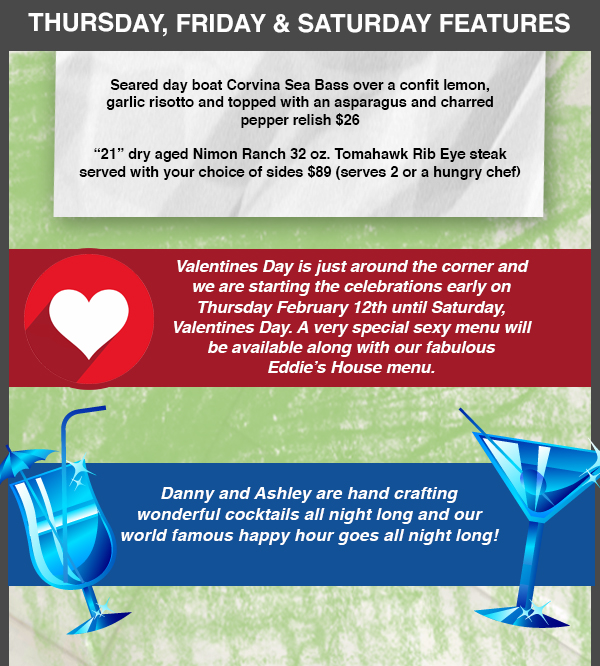 THURSDAY, FRIDAY & SATURDAY FEATURES
Seared day boat Corvina Sea Bass over a confit lemon,
garlic risotto and topped with an asparagus and charred
pepper relish $26
“21” dry aged Nimon Ranch 32 oz. Tomahawk Rib Eye steak
served with your choice of sides $89 (serves 2 or a hungry chef)
Valentines Day is just around the corner and
we are starting the celebrations early on
Thursday February 12th until Saturday,
Valentines Day. A very special sexy menu will
be available along with our fabulous
Eddie’s House menu.
Danny and Ashley are hand crafting
wonderful cocktails all night long and our
world famous happy hour goes all night long!